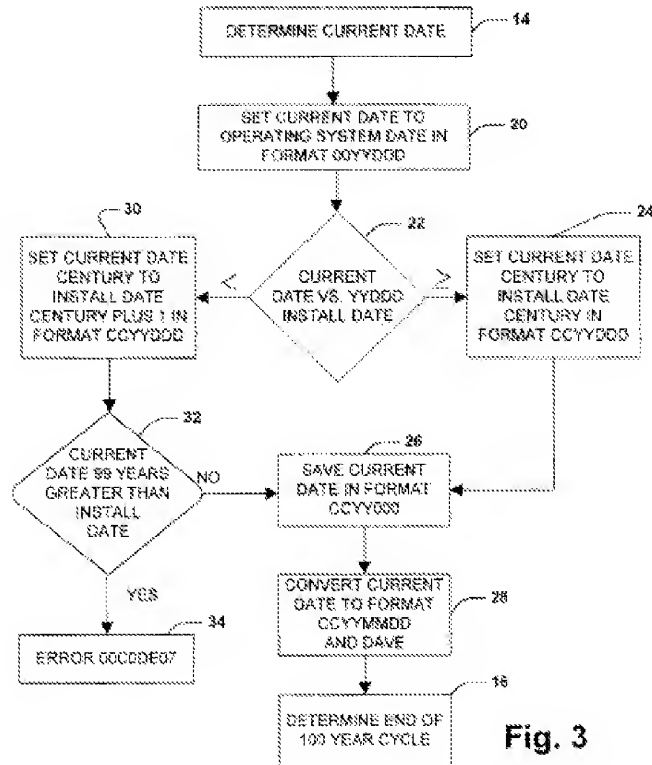 14
DETERMINE CURRENT DATE
SET CURRENT DATE TO
OPERATING SYSTEM DATE IN
FORMAT 00YYDDD
20
30
SET CURRENT DATE
CENTURY TO
INSTALL DATE
CENTURY PLUS 1 IN
FORMAT CCYYDDD
<
22
CURRENT
DATE VS. YYDDD
INSTALL DATE
>
24
SET CURRENT DATE
CENTURY TO
INSTALL DATE
CENTURY IN
FORMAT CCYYDDD
32
CURRENT
DATE 99 YEARS
GREATER THAN
INSTALL
DATE
NO
26
SAVE CURRENT
DATE IN FORMAT
CCYY000
YES
34
ERROR 00C0DE07
CONVERT CURRENT
DATE TO FORMAT
CCYYMMDD
AND DAVE
28
16
DETERMINE END OF
100 YEAR CYCLE
Fig. 3